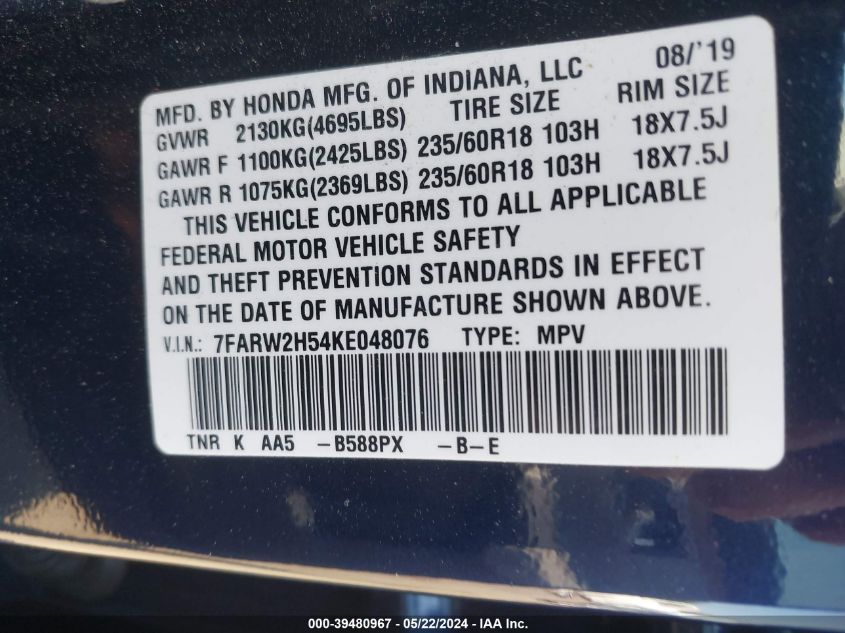 08/'19
MFD. BY HONDA MFG. OF INDIANA, LLC
GVWR 2130KG(4695LBS) TIRE SIZE RIM SIZE
GAWR F 1100KG(2425LBS) 235/60R18 103H 18X7.5J
GAWR R 1075KG(2369LBS) 235/60R18 103H 18X7.5J
THIS VEHICLE CONFORMS TO ALL APPLICABLE
FEDERAL MOTOR VEHICLE SAFETY
AND THEFT PREVENTION STANDARDS IN EFFECT
ON THE DATE OF MANUFACTURE SHOWN ABOVE.
V.I.N.: 7FARW2H54KE048076 TYPE: MPV
TNR K AA5 -B588PX -B-E
000-39480967 - 05/22/2024 - IAA Inc.